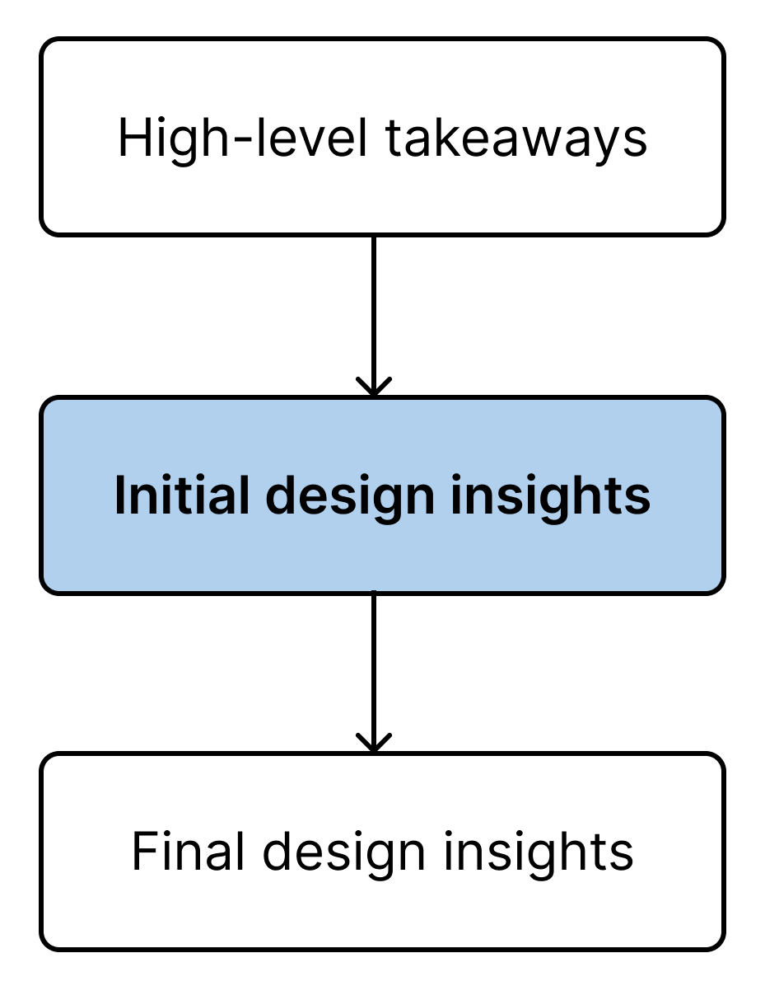 High-level takeaways
Initial design insights
Final design insights